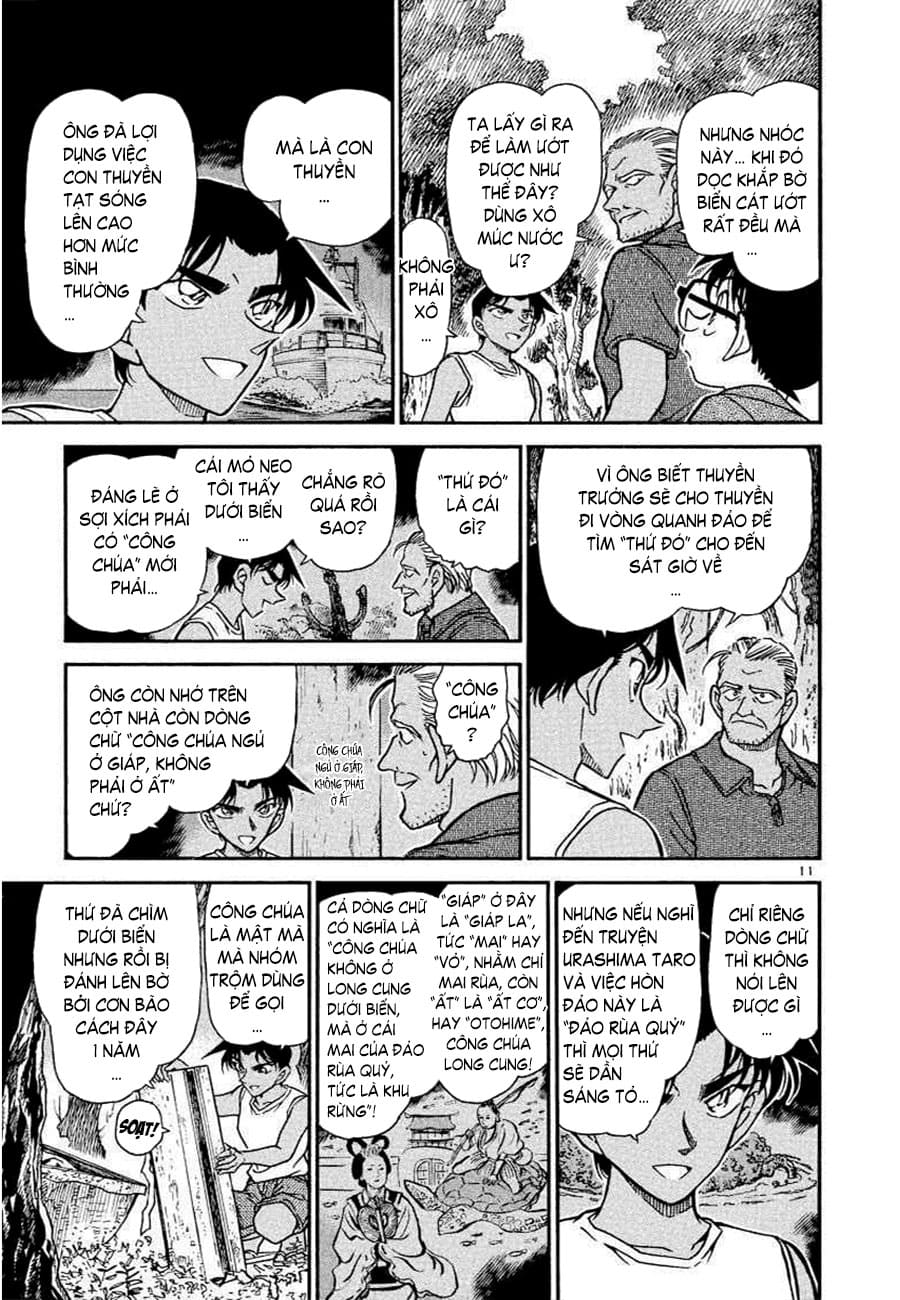 NHƯNG NHÓC
NÀY... KHI ĐÓ
DỌC KHẮP BỜ
BIỂN CÁT ƯỚT
RẤT ĐỀU MÀ
...
TA LẤY GÌ RA
ĐỂ LÀM ƯỚT
ĐƯỢC NHƯ
THẾ ĐÂY?
DÙNG XÔ
MÚC NƯỚC
Ư?
KHÔNG
PHẢI
XÔ
MÀ LÀ CON
THUYỀN
...
ÔNG ĐÃ LỢI
DỤNG VIỆC
CON THUYỀN
TẠT SÓNG
LÊN CAO
HƠN MỨC
BÌNH
THƯỜNG
...
VÌ ÔNG BIẾT THUYỀN
TRƯỞNG SẼ CHO THUYỀN
ĐI VÒNG QUANH ĐẢO ĐỂ
TÌM "THỨ ĐÓ" CHO ĐẾN
SÁT GIỜ VỀ
...
"THỨ ĐÓ"
LÀ CÁI
GÌ?
CHẲNG RÕ
QUÁ RỒI
SAO?
CÁI MỎ NEO
TÔI THẤY
DƯỚI BIỂN
...
ĐÁNG LẼ Ở
SỢI XÍCH PHẢI
CÓ "CÔNG
CHÚA" MỚI
PHẢI...
"CÔNG
CHÚA"
?
CÔNG CHÚA
NGỦ Ở GIÁP,
KHÔNG PHẢI
Ở ẤT
ÔNG CÒN NHỚ TRÊN
CỘT NHÀ CÒN DÒNG
CHỮ "CÔNG CHÚA NGỦ
Ở GIÁP, KHÔNG
PHẢI Ở ẤT"
CHỨ?
11
CHỈ RIÊNG
DÒNG CHỮ
THÌ KHÔNG
NÓI LÊN
ĐƯỢC GÌ
...
NHƯNG NẾU NGHĨ
ĐẾN TRUYỆN
URASHIMA TARO
VÀ VIỆC HÒN
ĐẢO NÀY LÀ
"ĐẢO RÙA QUỶ"
THÌ MỌI THỨ
SẼ DẦN
SÁNG TỎ...
"GIÁP" Ở ĐÂY
LÀ "GIÁP LA",
TỨC "MAI" HAY
"VỎ", NHẰM CHỈ
MAI RÙA, CÒN
"ẤT" LÀ "ẤT CƠ",
HAY "OTOHIME",
CÔNG CHÚA
LONG CUNG!
CẢ DÒNG CHỮ
CÓ NGHĨA LÀ
"CÔNG CHÚA
KHÔNG Ở
LONG CUNG
DƯỚI BIỂN,
MÀ Ở CÁI
MAI CỦA ĐẢO
RÙA QUỶ,
TỨC LÀ KHU
RỪNG"!
CÔNG CHÚA
LÀ MẬT MÃ
MÀ NHÓM
TRỘM DÙNG
ĐỂ GỌI
...
THỨ ĐÃ CHÌM
DƯỚI BIỂN
NHƯNG RỒI BỊ
ĐÁNH LÊN BỜ
BỞI CƠN BÃO
CÁCH ĐÂY
1 NĂM
...
SOẠT!